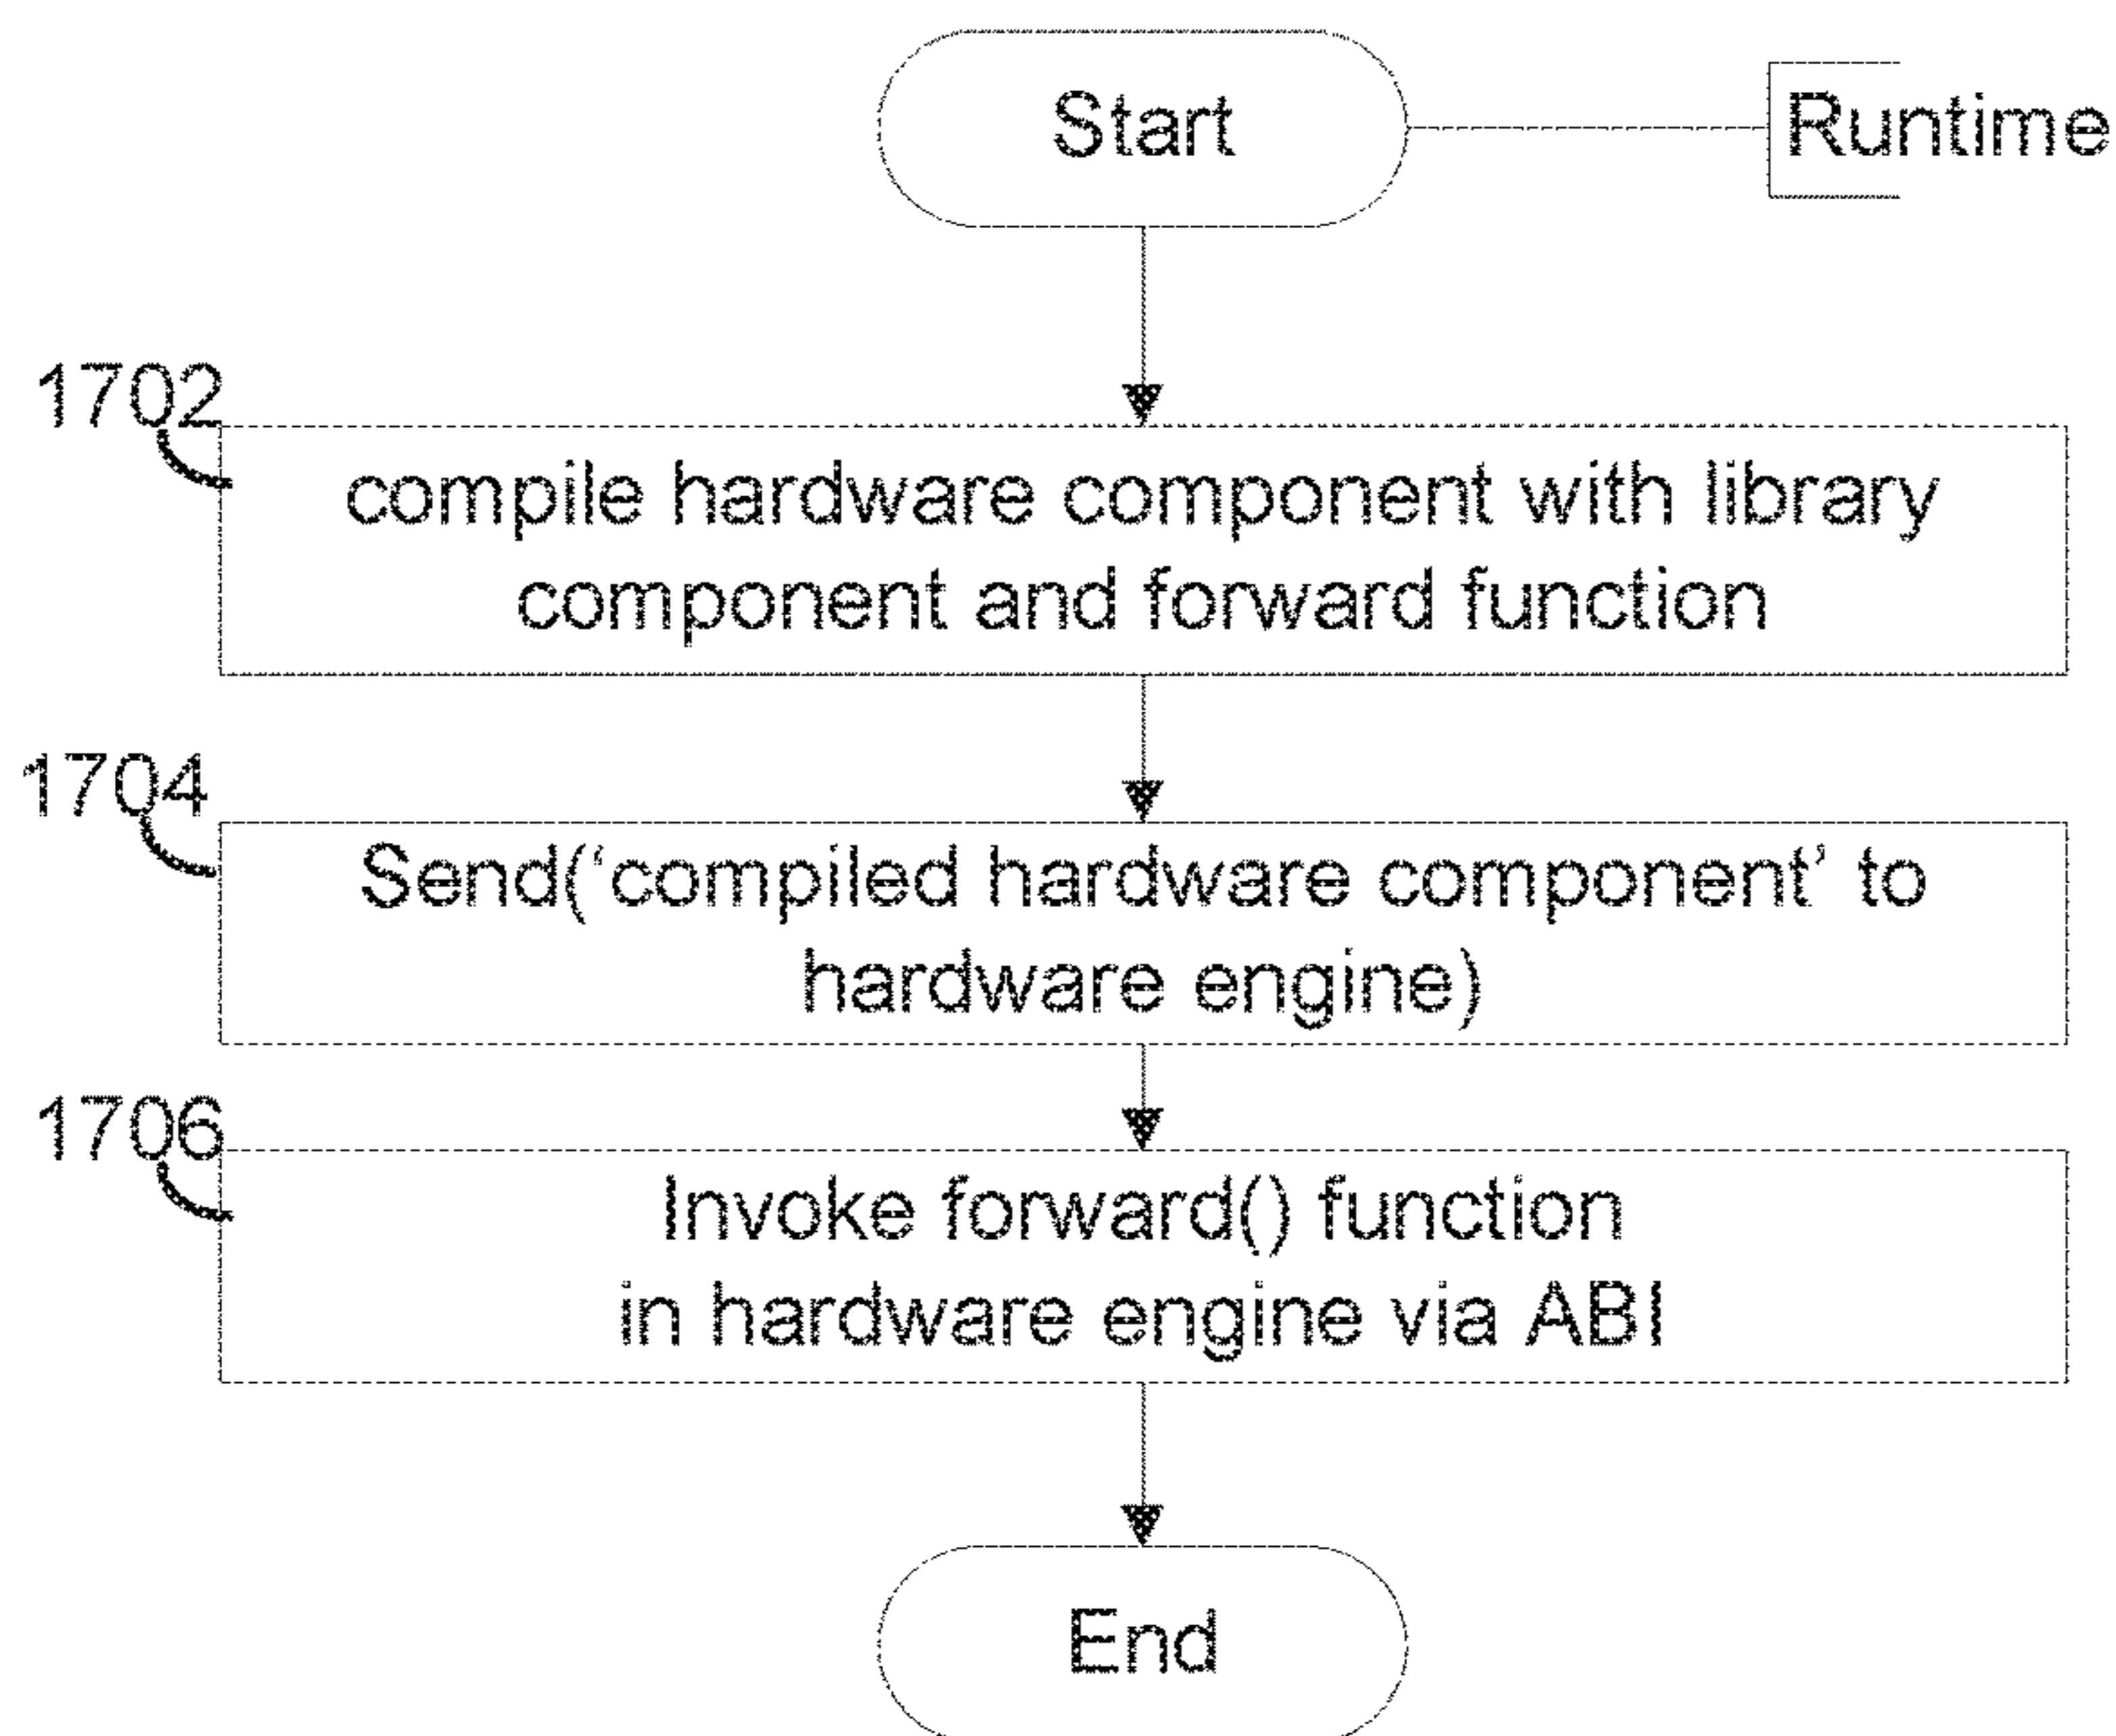 Start
Runtime
1702
compile hardware component with library
component and forward function
1704
Send(‘compiled hardware component’ to
hardware engine)
1706
Invoke forward() function
in hardware engine via ABI
End